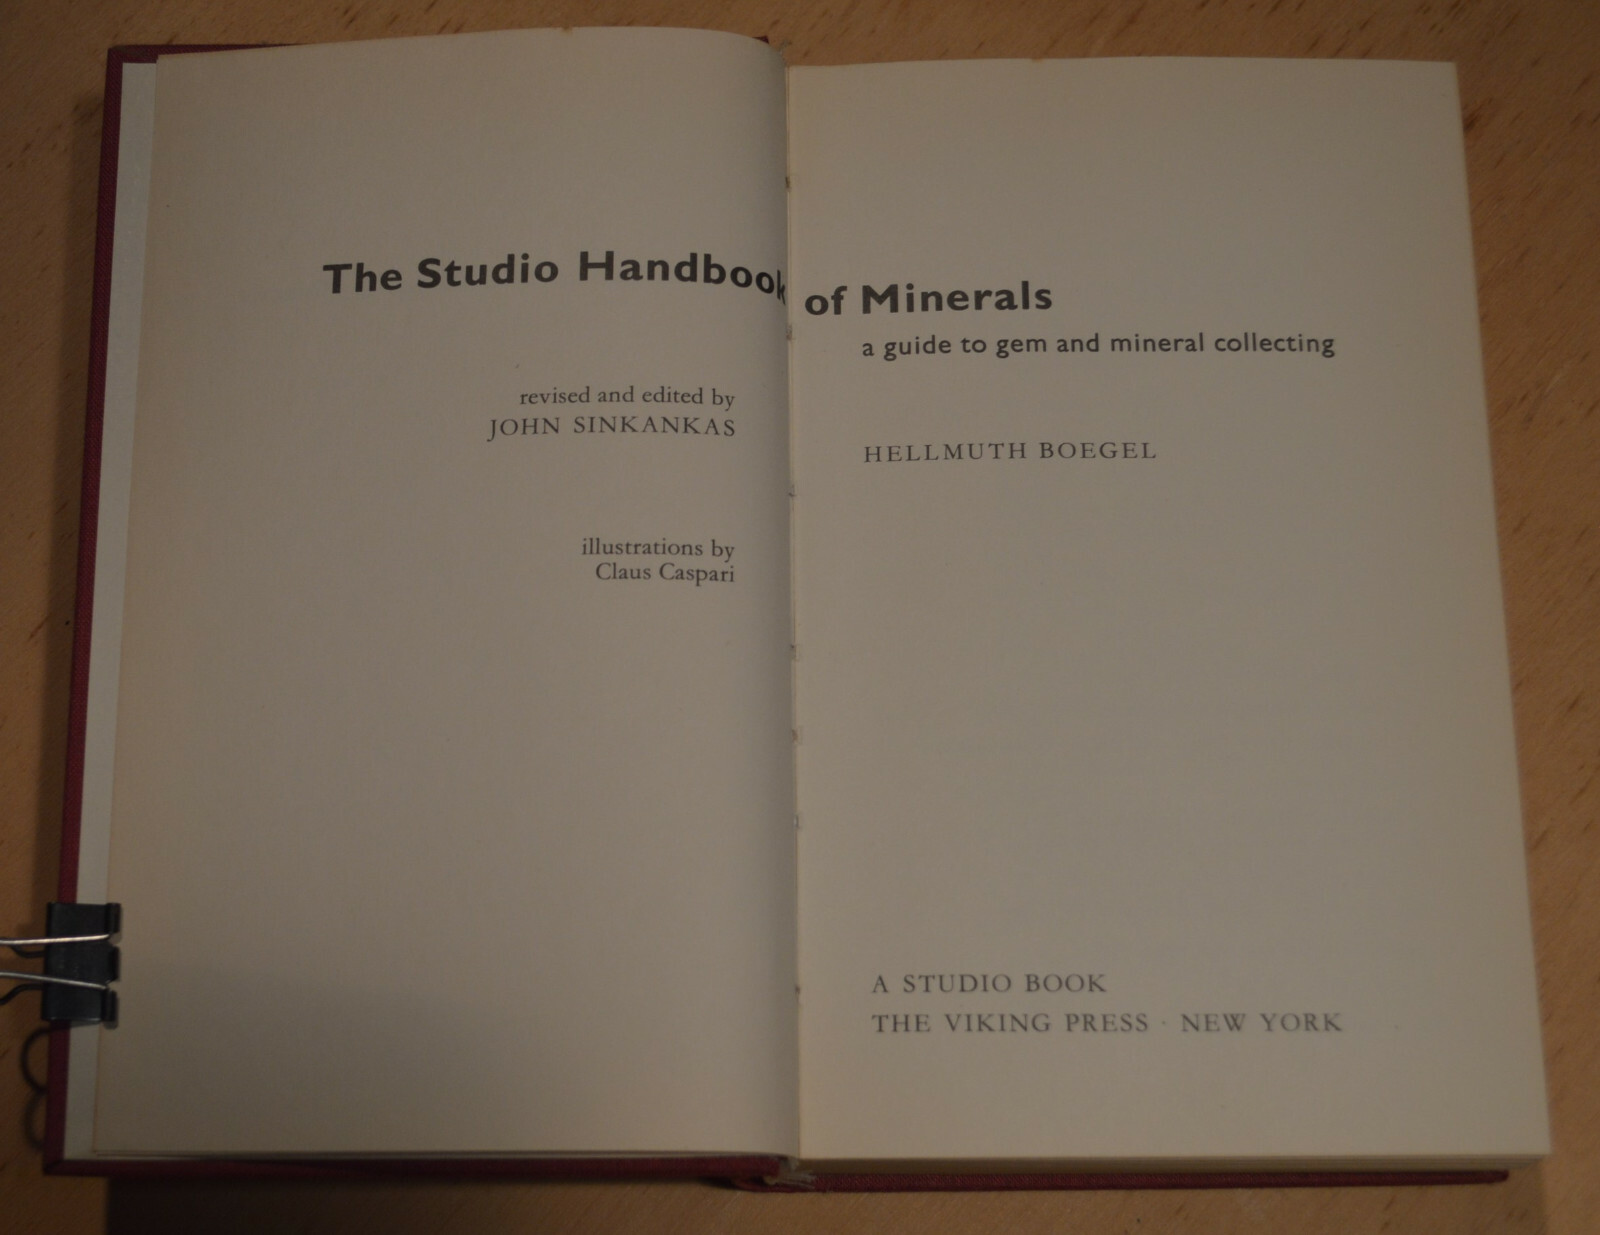 The Studio Handbook of Minerals
a guide to gem and mineral collecting
revised and edited by
JOHN SINKANKAS
illustrations by
Claus Caspari
HELLMUTH BOEGEL
A STUDIO BOOK
THE VIKING PRESS · NEW YORK